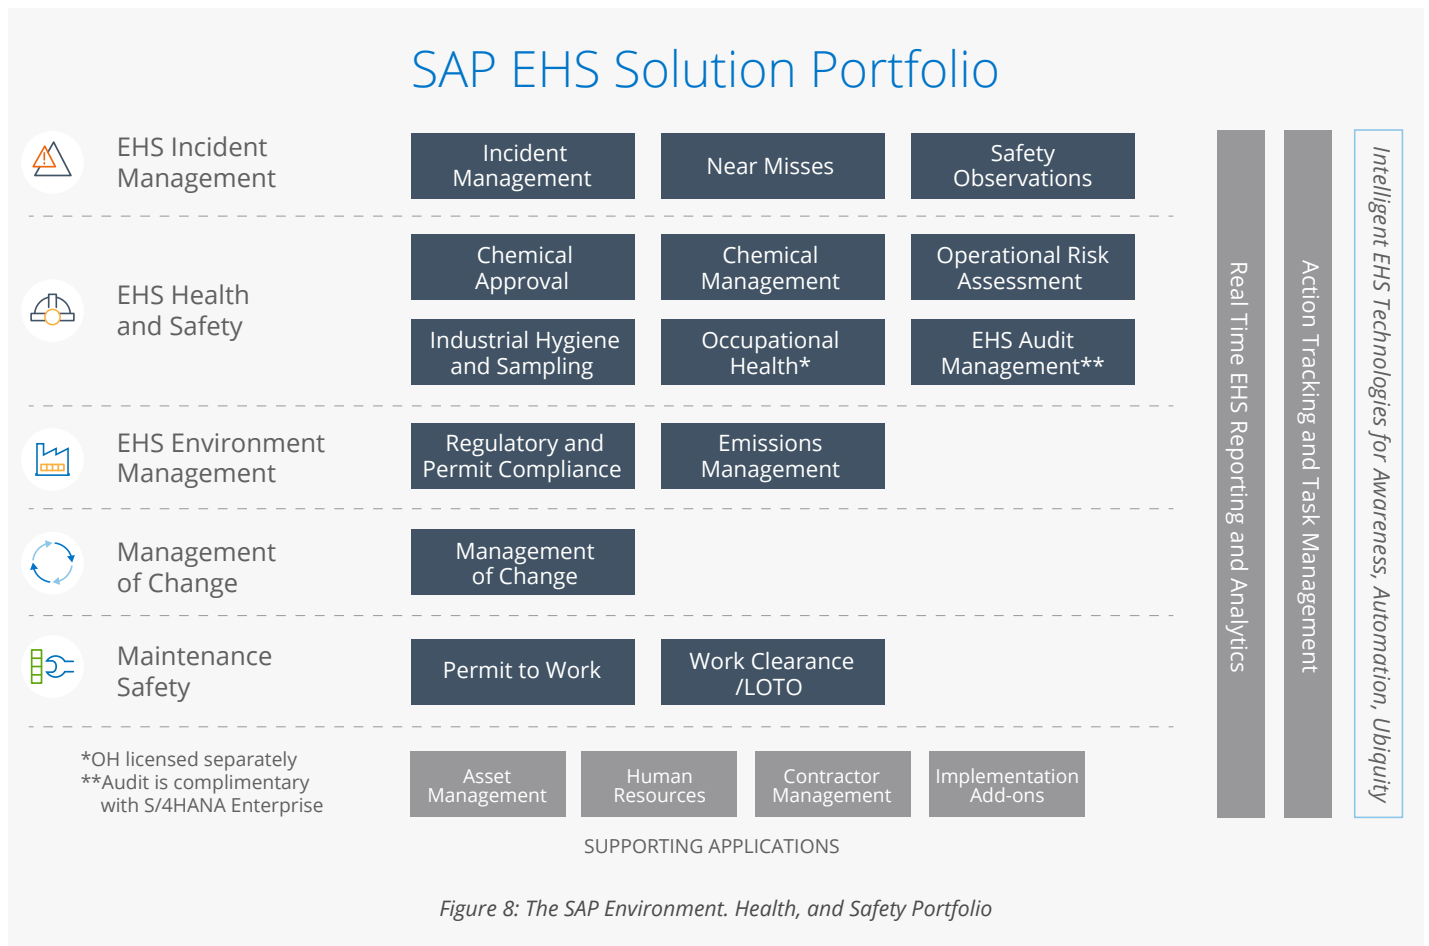 SAP EHS Solution Portfolio
EHS Incident
Management
Incident
Management
Near Misses
Safety
Observations
EHS Health
and Safety
Chemical
Approval
Chemical
Management
Operational Risk
Assessment
Industrial Hygiene
and Sampling
Occupational
Health*
EHS Audit
Management**
EHS Environment
Management
Regulatory and
Permit Compliance
Emissions
Management
Management
of Change
Management
of Change
Maintenance
Safety
Permit to Work
Work Clearance
/LOTO
Real Time EHS Reporting and Analytics
Action Tracking and Task Management
Intelligent EHS Technologies for Awareness, Automation, Ubiquity
*OH licensed separately
**Audit is complimentary
with S/4HANA Enterprise
Asset
Management
Human
Resources
Contractor
Management
Implementation
Add-ons
SUPPORTING APPLICATIONS
Figure 8: The SAP Environment. Health, and Safety Portfolio